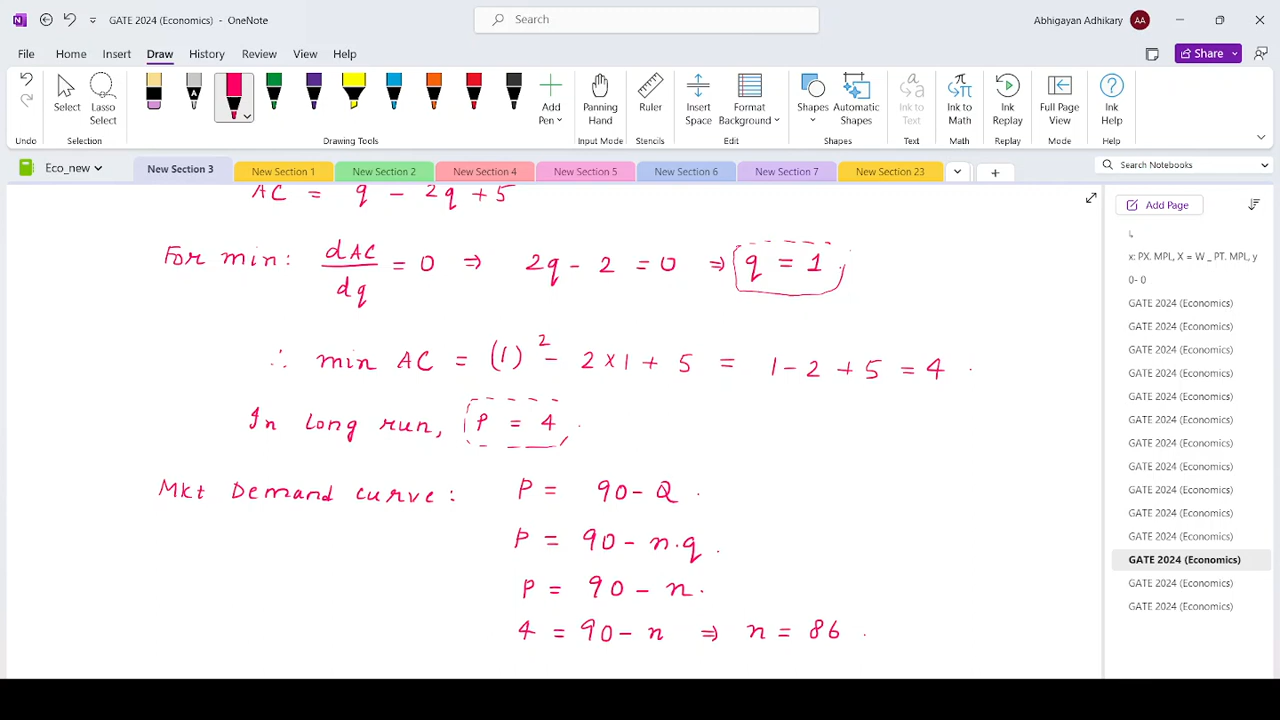 GATE 2024 (Economics) - OneNote
Search
Abhigayan Adhikary AA
File Home Insert Draw History Review View Help
Share
Undo
Select
Lasso Select
A
Add Pen
Panning Hand
Ruler
Insert Space
Format Background
Shapes
Automatic Shapes
Ink to Text
Ink to Math
Ink Replay
Full Page View
Ink Help
Undo Selection Drawing Tools Input Mode Stencils Edit Shapes Text Math Replay Mode Help
Eco_new New Section 3 New Section 1 New Section 2 New Section 4 New Section 5 New Section 6 New Section 7 New Section 23
Search Notebooks
AC = q - 2q + 5
For min: dAC/dq = 0 ⇒ 2q - 2 = 0 ⇒ q = 1
∴ min AC = (1)² - 2 × 1 + 5 = 1 - 2 + 5 = 4 .
In long run, P = 4 .
Mkt Demand curve: P = 90 - Q .
P = 90 - n.q .
P = 90 - n .
4 = 90 - n ⇒ n = 86 .
Add Page
x: PX. MPL, X = W _ PT. MPL, y
0- 0
GATE 2024 (Economics)
GATE 2024 (Economics)
GATE 2024 (Economics)
GATE 2024 (Economics)
GATE 2024 (Economics)
GATE 2024 (Economics)
GATE 2024 (Economics)
GATE 2024 (Economics)
GATE 2024 (Economics)
GATE 2024 (Economics)
GATE 2024 (Economics)
GATE 2024 (Economics)
GATE 2024 (Economics)
GATE 2024 (Economics)